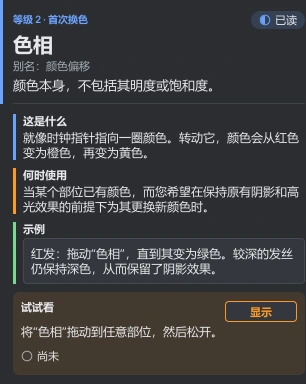 等级 2 · 首次换色
已读
色相
别名：颜色偏移
颜色本身，不包括其明度或饱和度。
这是什么
就像时钟指针指向一圈颜色。转动它，颜色会从红色
变为橙色，再变为黄色。
何时使用
当某个部位已有颜色，而您希望在保持原有阴影和高
光效果的前提下为其更换新颜色时。
示例
红发：拖动“色相”，直到其变为绿色。较深的发丝
仍保持深色，从而保留了阴影效果。
试试看
显示
将“色相”拖动到任意部位，然后松开。
尚未